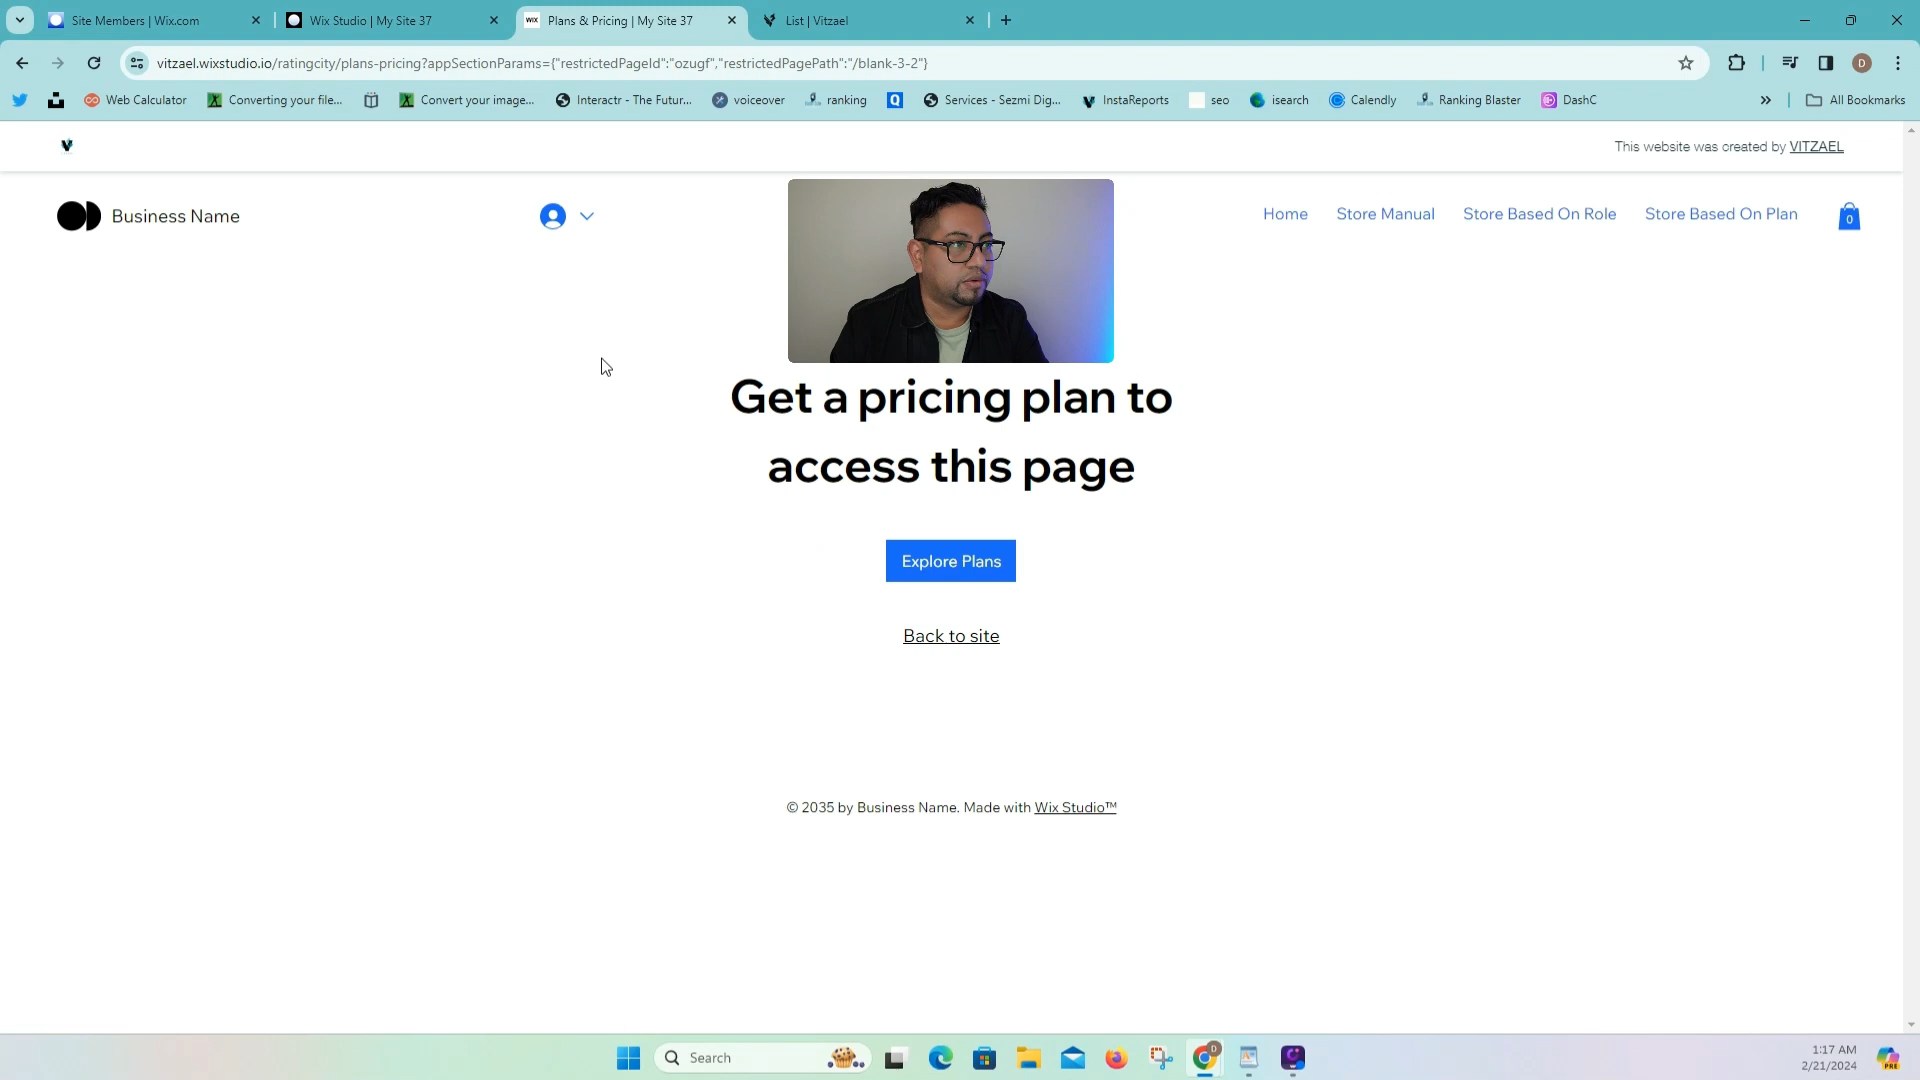 Site Members | Wix.com
Wix Studio | My Site 37
WIX Plans & Pricing | My Site 37
List | Vitzael
vitzael.wixstudio.io/ratingcity/plans-pricing?appSectionParams={"restrictedPageId":"ozugf","restrictedPagePath":"/blank-3-2"}
D
Web Calculator
Converting your file...
Convert your image...
Interactr - The Futur...
voiceover
ranking
Q
Services - Sezmi Dig...
InstaReports
seo
isearch
Calendly
Ranking Blaster
DashC
All Bookmarks
This website was created by VITZAEL
Business Name
Home
Store Manual
Store Based On Role
Store Based On Plan
0
Get a pricing plan to
access this page
Explore Plans
Back to site
© 2035 by Business Name. Made with Wix Studio™
Search
D
1:17 AM
2/21/2024
PRE